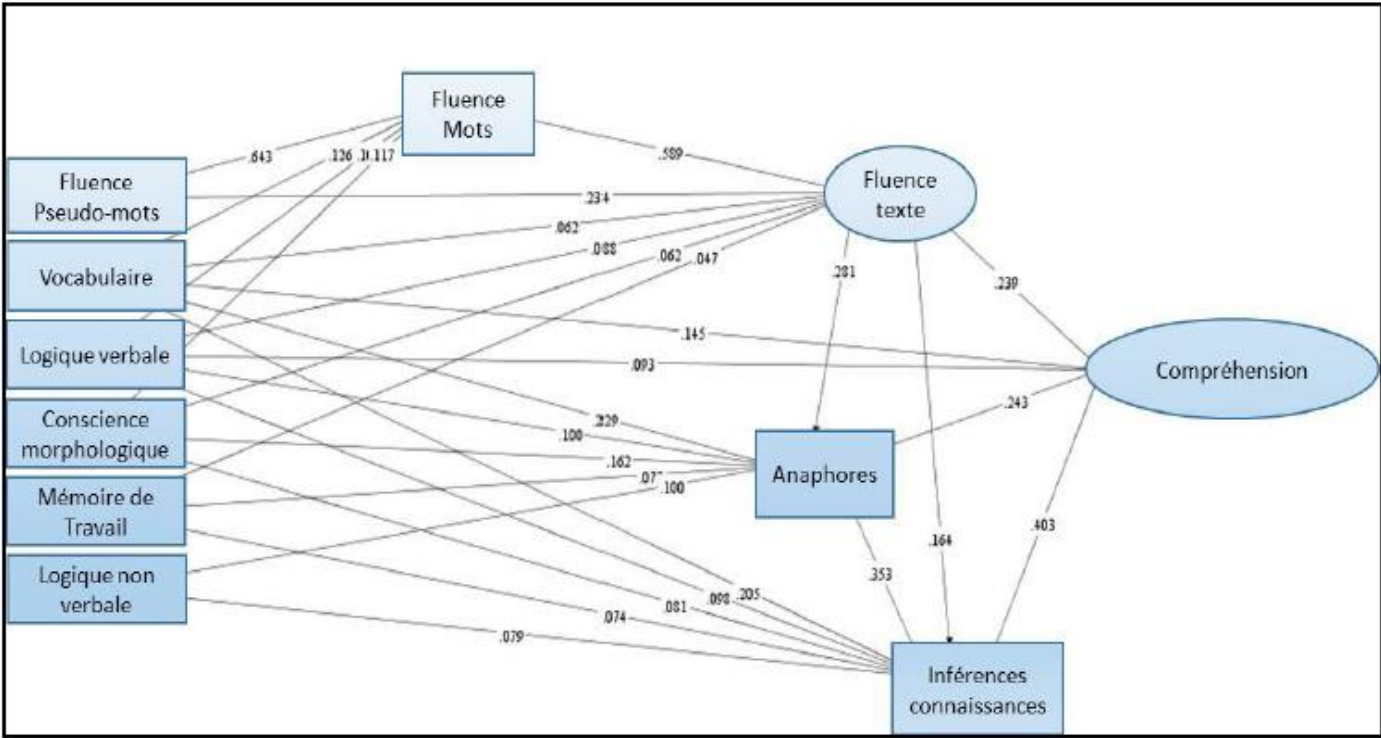 Fluence
Mots
.643
.126
.117
.589
Fluence
Pseudo-mots
Fluence
texte
.234
.062
.088
.062
.047
Vocabulaire
.281
.239
Logique verbale
.145
.093
Compréhension
Conscience
morphologique
.243
.100
.162
.100
Anaphores
Mémoire de
Travail
.403
.164
.353
Logique non
verbale
.205
.098
.081
.074
.079
Inférences
connaissances